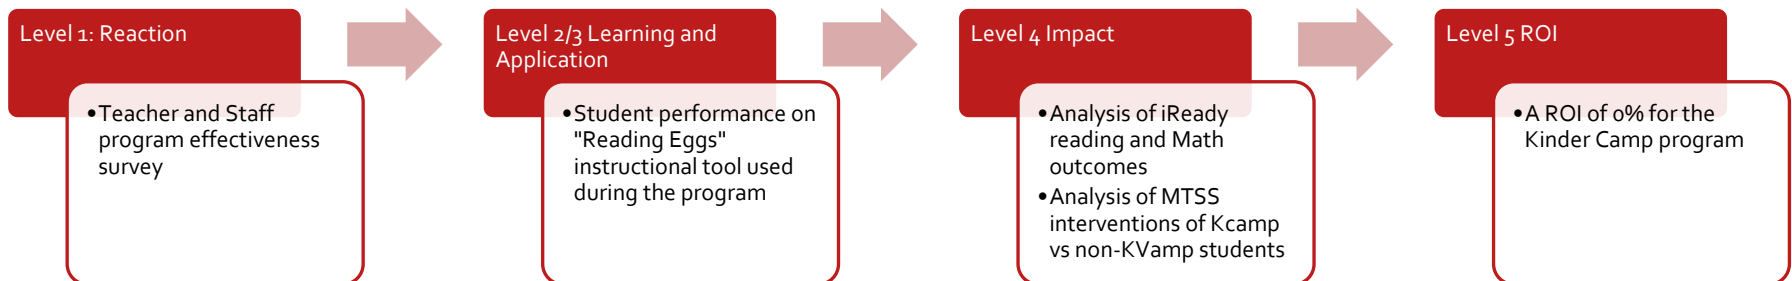 Level 1: Reaction
•Teacher and Staff
program effectiveness
survey
Level 2/3 Learning and
Application
•Student performance on
"Reading Eggs"
instructional tool used
during the program
Level 4 Impact
•Analysis of iReady
reading and Math
outcomes
•Analysis of MTSS
interventions of Kcamp
vs non-KVamp students
Level 5 ROI
•A ROI of 0% for the
Kinder Camp program